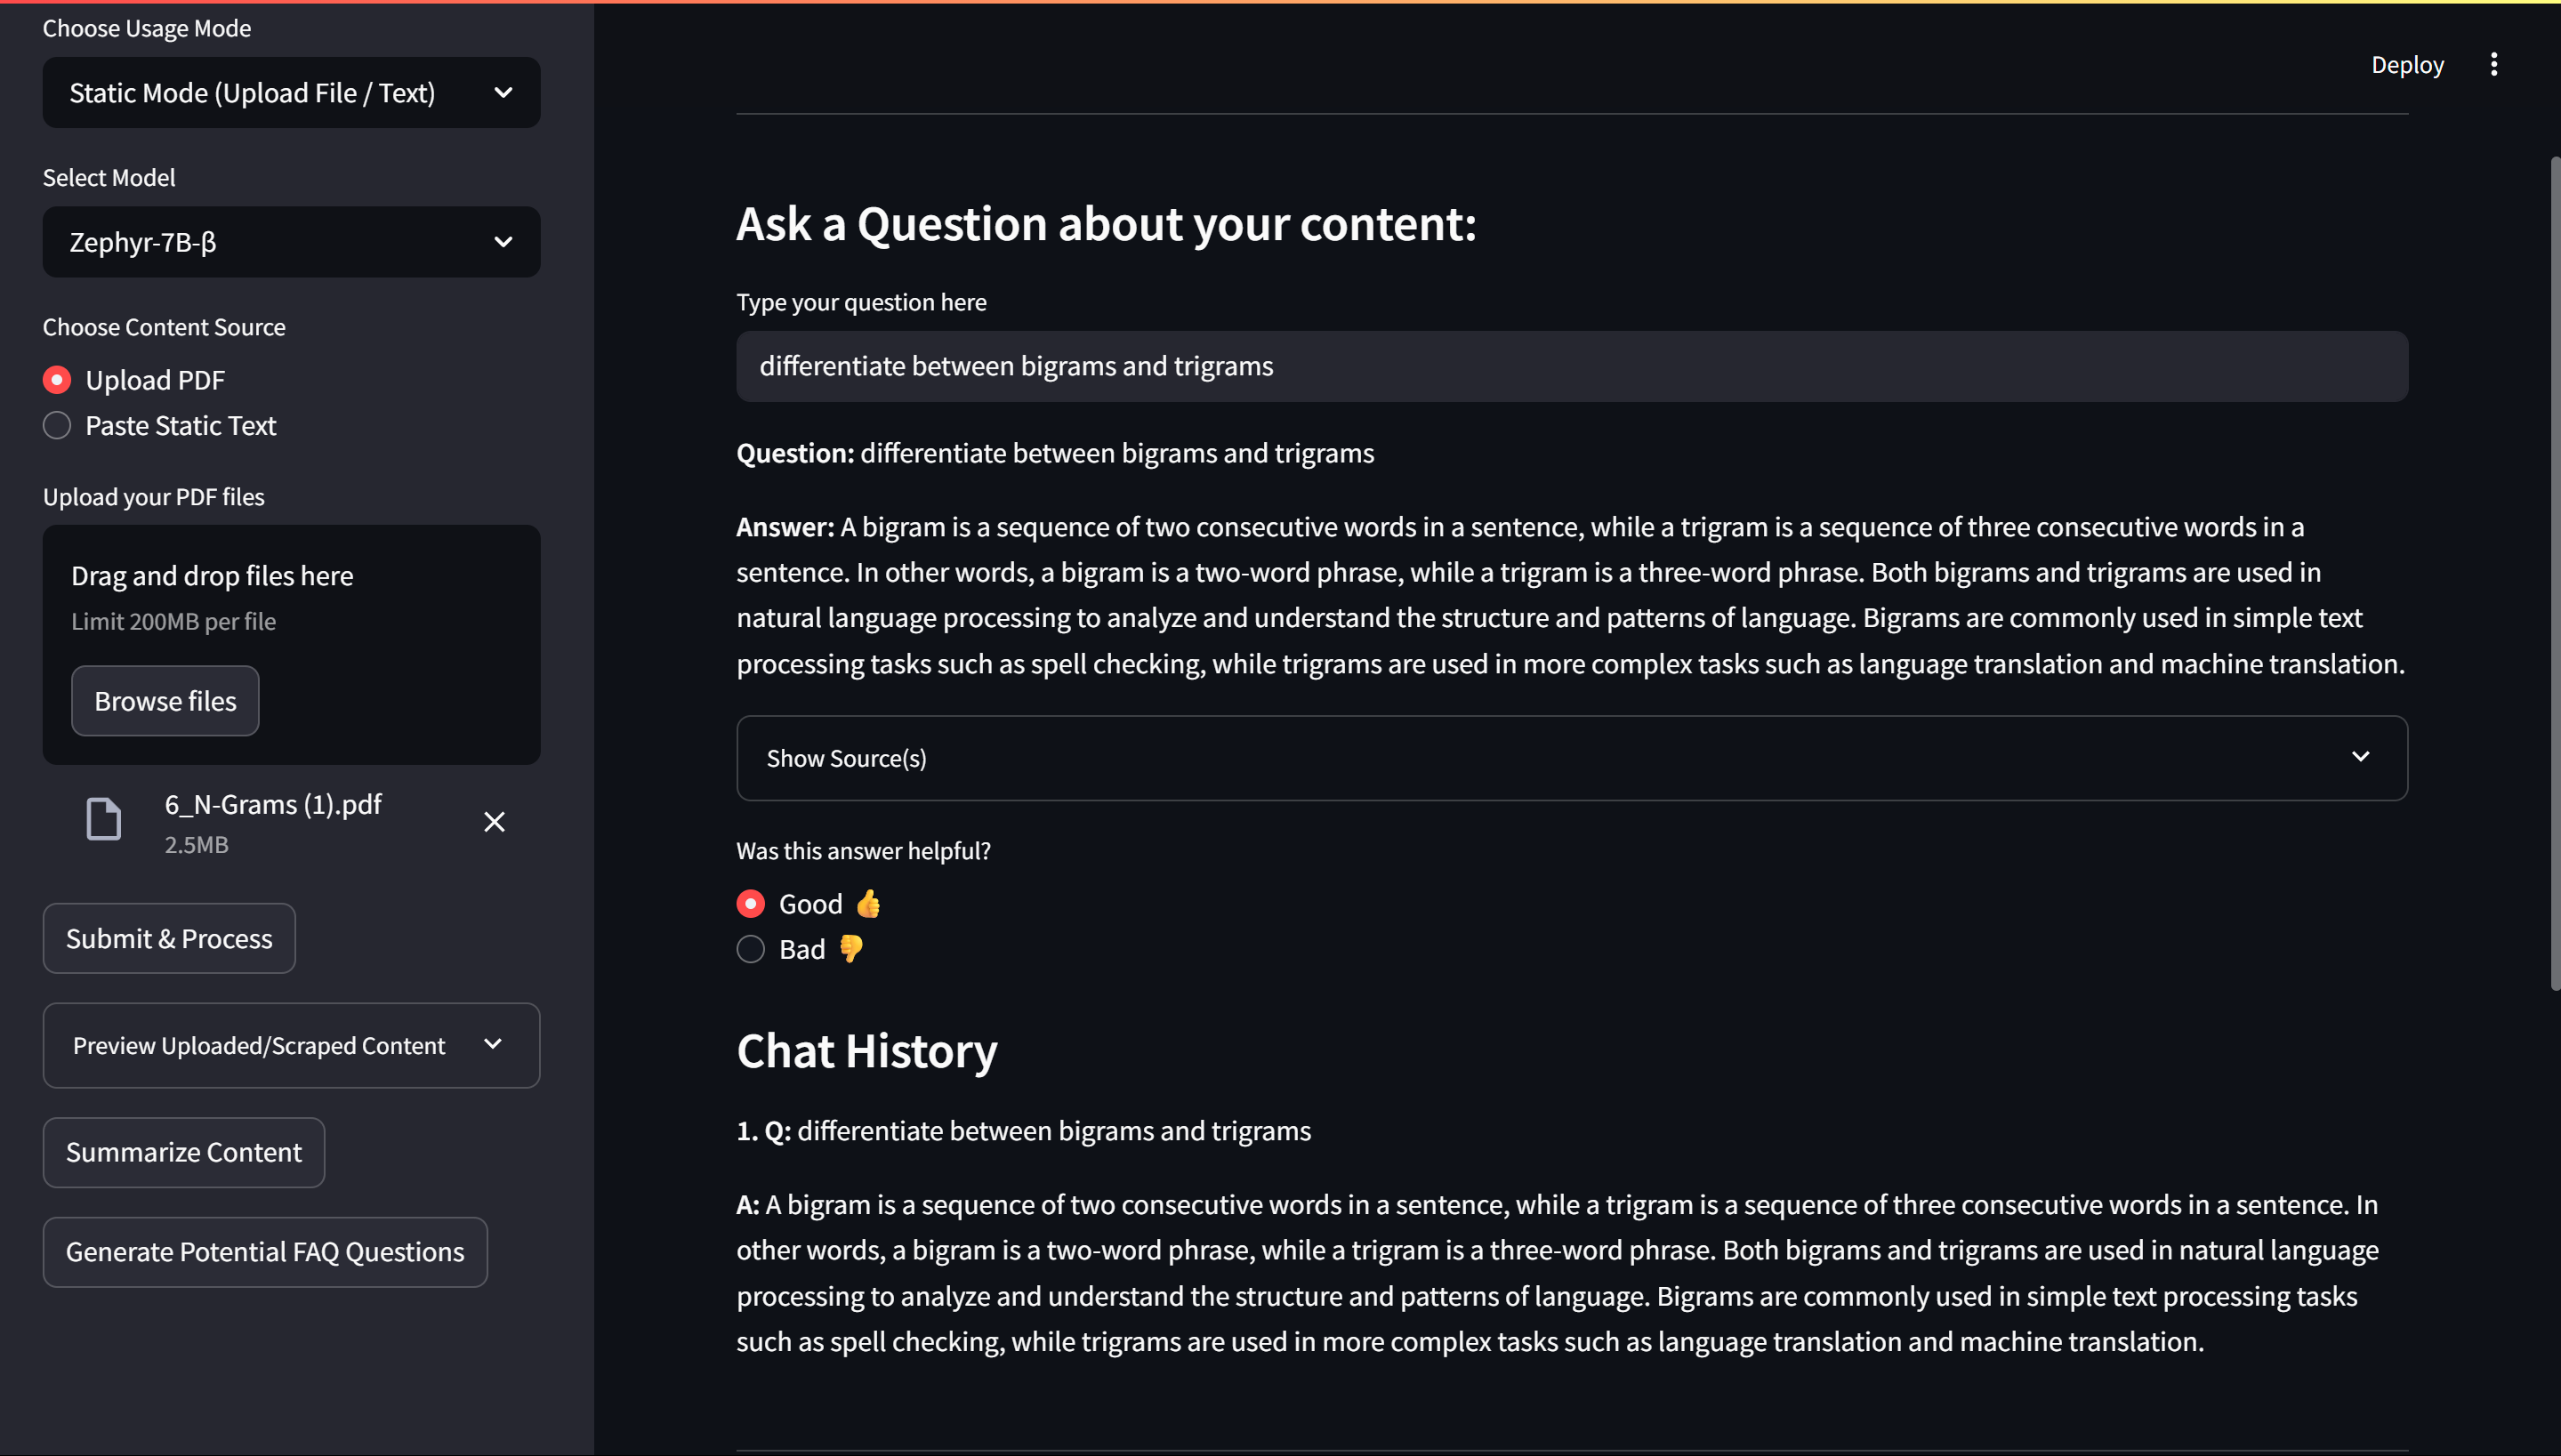 Choose Usage Mode
Static Mode (Upload File / Text)
Select Model
Zephyr-7B-β
Choose Content Source
Upload PDF
Paste Static Text
Upload your PDF files
Drag and drop files here
Limit 200MB per file
Browse files
6_N-Grams (1).pdf
2.5MB
Submit & Process
Preview Uploaded/Scraped Content
Summarize Content
Generate Potential FAQ Questions
Deploy
Ask a Question about your content:
Type your question here
differentiate between bigrams and trigrams
Question: differentiate between bigrams and trigrams
Answer: A bigram is a sequence of two consecutive words in a sentence, while a trigram is a sequence of three consecutive words in a
sentence. In other words, a bigram is a two-word phrase, while a trigram is a three-word phrase. Both bigrams and trigrams are used in
natural language processing to analyze and understand the structure and patterns of language. Bigrams are commonly used in simple text
processing tasks such as spell checking, while trigrams are used in more complex tasks such as language translation and machine translation.
Show Source(s)
Was this answer helpful?
Good 👍
Bad 👎
Chat History
1. Q: differentiate between bigrams and trigrams
A: A bigram is a sequence of two consecutive words in a sentence, while a trigram is a sequence of three consecutive words in a sentence. In
other words, a bigram is a two-word phrase, while a trigram is a three-word phrase. Both bigrams and trigrams are used in natural language
processing to analyze and understand the structure and patterns of language. Bigrams are commonly used in simple text processing tasks
such as spell checking, while trigrams are used in more complex tasks such as language translation and machine translation.